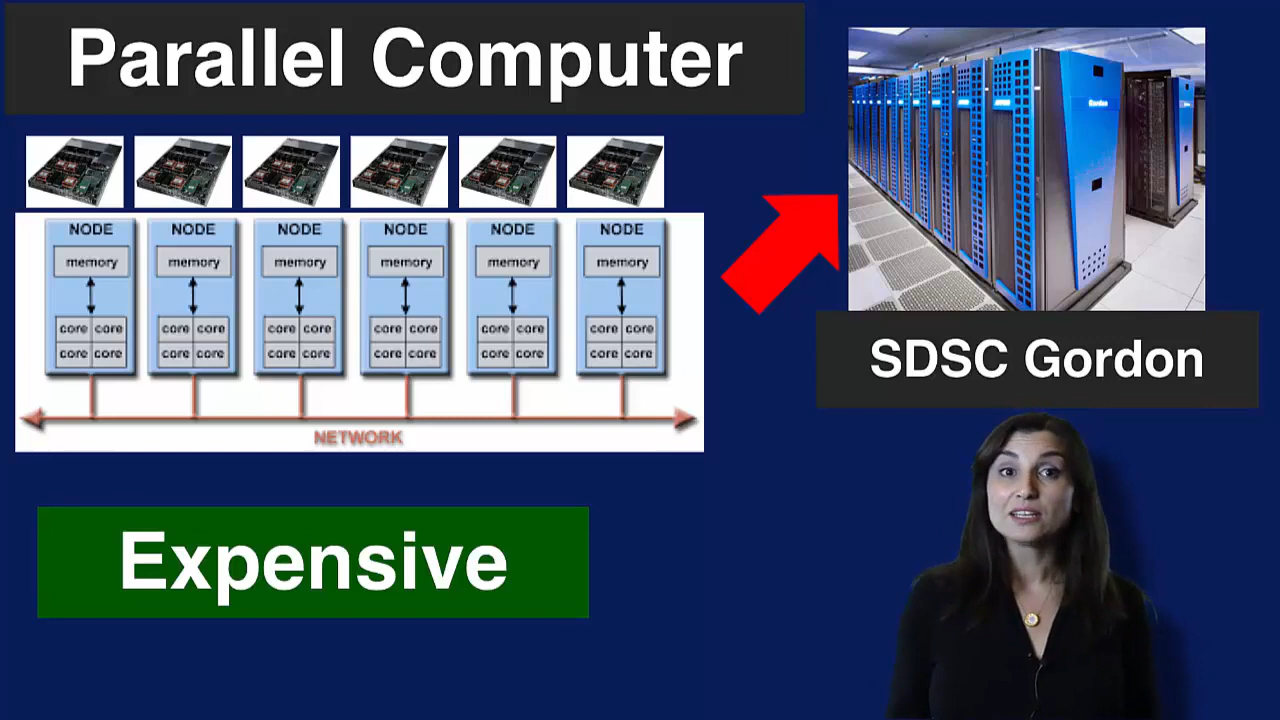 Parallel Computer
NODE NODE NODE NODE NODE NODE
memory memory memory memory memory memory
core core core core core core core core core core core core
core core core core core core core core core core core core
NETWORK
Expensive
Gordon
SDSC Gordon